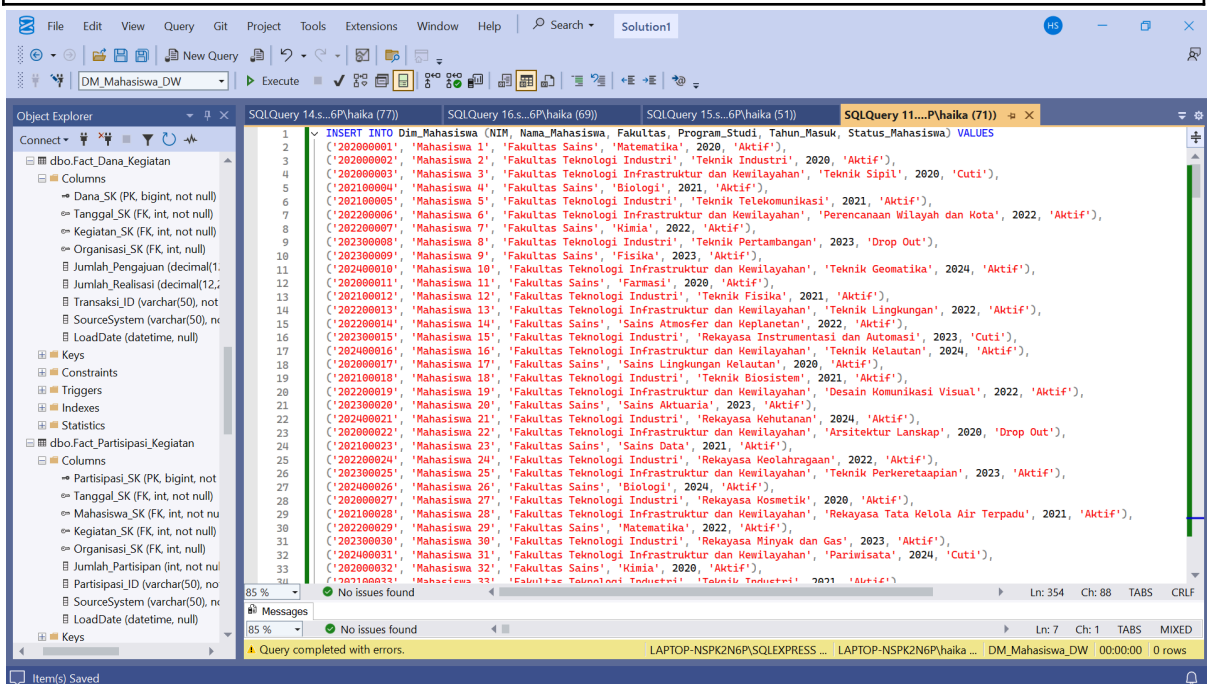 File Edit View Query Git Project Tools Extensions Window Help Search Solution1 HS
New Query
DM_Mahasiswa_DW Execute
Object Explorer
Connect
dbo.Fact_Dana_Kegiatan
Columns
Dana_SK (PK, bigint, not null)
Tanggal_SK (FK, int, not null)
Kegiatan_SK (FK, int, not null)
Organisasi_SK (FK, int, null)
Jumlah_Pengajuan (decimal(1
Jumlah_Realisasi (decimal(12,2
Transaksi_ID (varchar(50), not
SourceSystem (varchar(50), no
LoadDate (datetime, null)
Keys
Constraints
Triggers
Indexes
Statistics
dbo.Fact_Partisipasi_Kegiatan
Columns
Partisipasi_SK (PK, bigint, not
Tanggal_SK (FK, int, not null)
Mahasiswa_SK (FK, int, not nu
Kegiatan_SK (FK, int, not null)
Organisasi_SK (FK, int, null)
Jumlah_Partisipan (int, not nul
Partisipasi_ID (varchar(50), no
SourceSystem (varchar(50), no
LoadDate (datetime, null)
Keys
SQLQuery 14.s...6P\haika (77)) SQLQuery 16.s...6P\haika (69)) SQLQuery 15.s...6P\haika (51)) SQLQuery 11....P\haika (71))
1 INSERT INTO Dim_Mahasiswa (NIM, Nama_Mahasiswa, Fakultas, Program_Studi, Tahun_Masuk, Status_Mahasiswa) VALUES
2 ('202000001', 'Mahasiswa 1', 'Fakultas Sains', 'Matematika', 2020, 'Aktif'),
3 ('202000002', 'Mahasiswa 2', 'Fakultas Teknologi Industri', 'Teknik Industri', 2020, 'Aktif'),
4 ('202000003', 'Mahasiswa 3', 'Fakultas Teknologi Infrastruktur dan Kewilayahan', 'Teknik Sipil', 2020, 'Cuti'),
5 ('202100004', 'Mahasiswa 4', 'Fakultas Sains', 'Biologi', 2021, 'Aktif'),
6 ('202100005', 'Mahasiswa 5', 'Fakultas Teknologi Industri', 'Teknik Telekomunikasi', 2021, 'Aktif'),
7 ('202200006', 'Mahasiswa 6', 'Fakultas Teknologi Infrastruktur dan Kewilayahan', 'Perencanaan Wilayah dan Kota', 2022, 'Aktif'),
8 ('202200007', 'Mahasiswa 7', 'Fakultas Sains', 'Kimia', 2022, 'Aktif'),
9 ('202300008', 'Mahasiswa 8', 'Fakultas Teknologi Industri', 'Teknik Pertambangan', 2023, 'Drop Out'),
10 ('202300009', 'Mahasiswa 9', 'Fakultas Sains', 'Fisika', 2023, 'Aktif'),
11 ('202400010', 'Mahasiswa 10', 'Fakultas Teknologi Infrastruktur dan Kewilayahan', 'Teknik Geomatika', 2024, 'Aktif'),
12 ('202000011', 'Mahasiswa 11', 'Fakultas Sains', 'Farmasi', 2020, 'Aktif'),
13 ('202100012', 'Mahasiswa 12', 'Fakultas Teknologi Industri', 'Teknik Fisika', 2021, 'Aktif'),
14 ('202200013', 'Mahasiswa 13', 'Fakultas Teknologi Infrastruktur dan Kewilayahan', 'Teknik Lingkungan', 2022, 'Aktif'),
15 ('202200014', 'Mahasiswa 14', 'Fakultas Sains', 'Sains Atmosfer dan Keplanetan', 2022, 'Aktif'),
16 ('202300015', 'Mahasiswa 15', 'Fakultas Teknologi Industri', 'Rekayasa Instrumentasi dan Automasi', 2023, 'Cuti'),
17 ('202400016', 'Mahasiswa 16', 'Fakultas Teknologi Infrastruktur dan Kewilayahan', 'Teknik Kelautan', 2024, 'Aktif'),
18 ('202000017', 'Mahasiswa 17', 'Fakultas Sains', 'Sains Lingkungan Kelautan', 2020, 'Aktif'),
19 ('202100018', 'Mahasiswa 18', 'Fakultas Teknologi Industri', 'Teknik Biosistem', 2021, 'Aktif'),
20 ('202200019', 'Mahasiswa 19', 'Fakultas Teknologi Infrastruktur dan Kewilayahan', 'Desain Komunikasi Visual', 2022, 'Aktif'),
21 ('202300020', 'Mahasiswa 20', 'Fakultas Sains', 'Sains Aktuaria', 2023, 'Aktif'),
22 ('202400021', 'Mahasiswa 21', 'Fakultas Teknologi Industri', 'Rekayasa Kehutanan', 2024, 'Aktif'),
23 ('202000022', 'Mahasiswa 22', 'Fakultas Teknologi Infrastruktur dan Kewilayahan', 'Arsitektur Lanskap', 2020, 'Drop Out'),
24 ('202100023', 'Mahasiswa 23', 'Fakultas Sains', 'Sains Data', 2021, 'Aktif'),
25 ('202200024', 'Mahasiswa 24', 'Fakultas Teknologi Industri', 'Rekayasa Keolahragaan', 2022, 'Aktif'),
26 ('202300025', 'Mahasiswa 25', 'Fakultas Teknologi Infrastruktur dan Kewilayahan', 'Teknik Perkeretaapian', 2023, 'Aktif'),
27 ('202400026', 'Mahasiswa 26', 'Fakultas Sains', 'Biologi', 2024, 'Aktif'),
28 ('202000027', 'Mahasiswa 27', 'Fakultas Teknologi Industri', 'Rekayasa Kosmetik', 2020, 'Aktif'),
29 ('202100028', 'Mahasiswa 28', 'Fakultas Teknologi Infrastruktur dan Kewilayahan', 'Rekayasa Tata Kelola Air Terpadu', 2021, 'Aktif'),
30 ('202200029', 'Mahasiswa 29', 'Fakultas Sains', 'Matematika', 2022, 'Aktif'),
31 ('202300030', 'Mahasiswa 30', 'Fakultas Teknologi Industri', 'Rekayasa Minyak dan Gas', 2023, 'Aktif'),
32 ('202400031', 'Mahasiswa 31', 'Fakultas Teknologi Infrastruktur dan Kewilayahan', 'Pariwisata', 2024, 'Cuti'),
33 ('202000032', 'Mahasiswa 32', 'Fakultas Sains', 'Kimia', 2020, 'Aktif'),
34 ('202100033', 'Mahasiswa 33', 'Fakultas Teknologi Industri', 'Teknik Industri', 2021, 'Aktif'),
85 % No issues found Ln: 354 Ch: 88 TABS CRLF
Messages
85 % No issues found Ln: 7 Ch: 1 TABS MIXED
Query completed with errors. LAPTOP-NSPK2N6P\SQLEXPRESS ... LAPTOP-NSPK2N6P\haika ... DM_Mahasiswa_DW 00:00:00 0 rows
Item(s) Saved